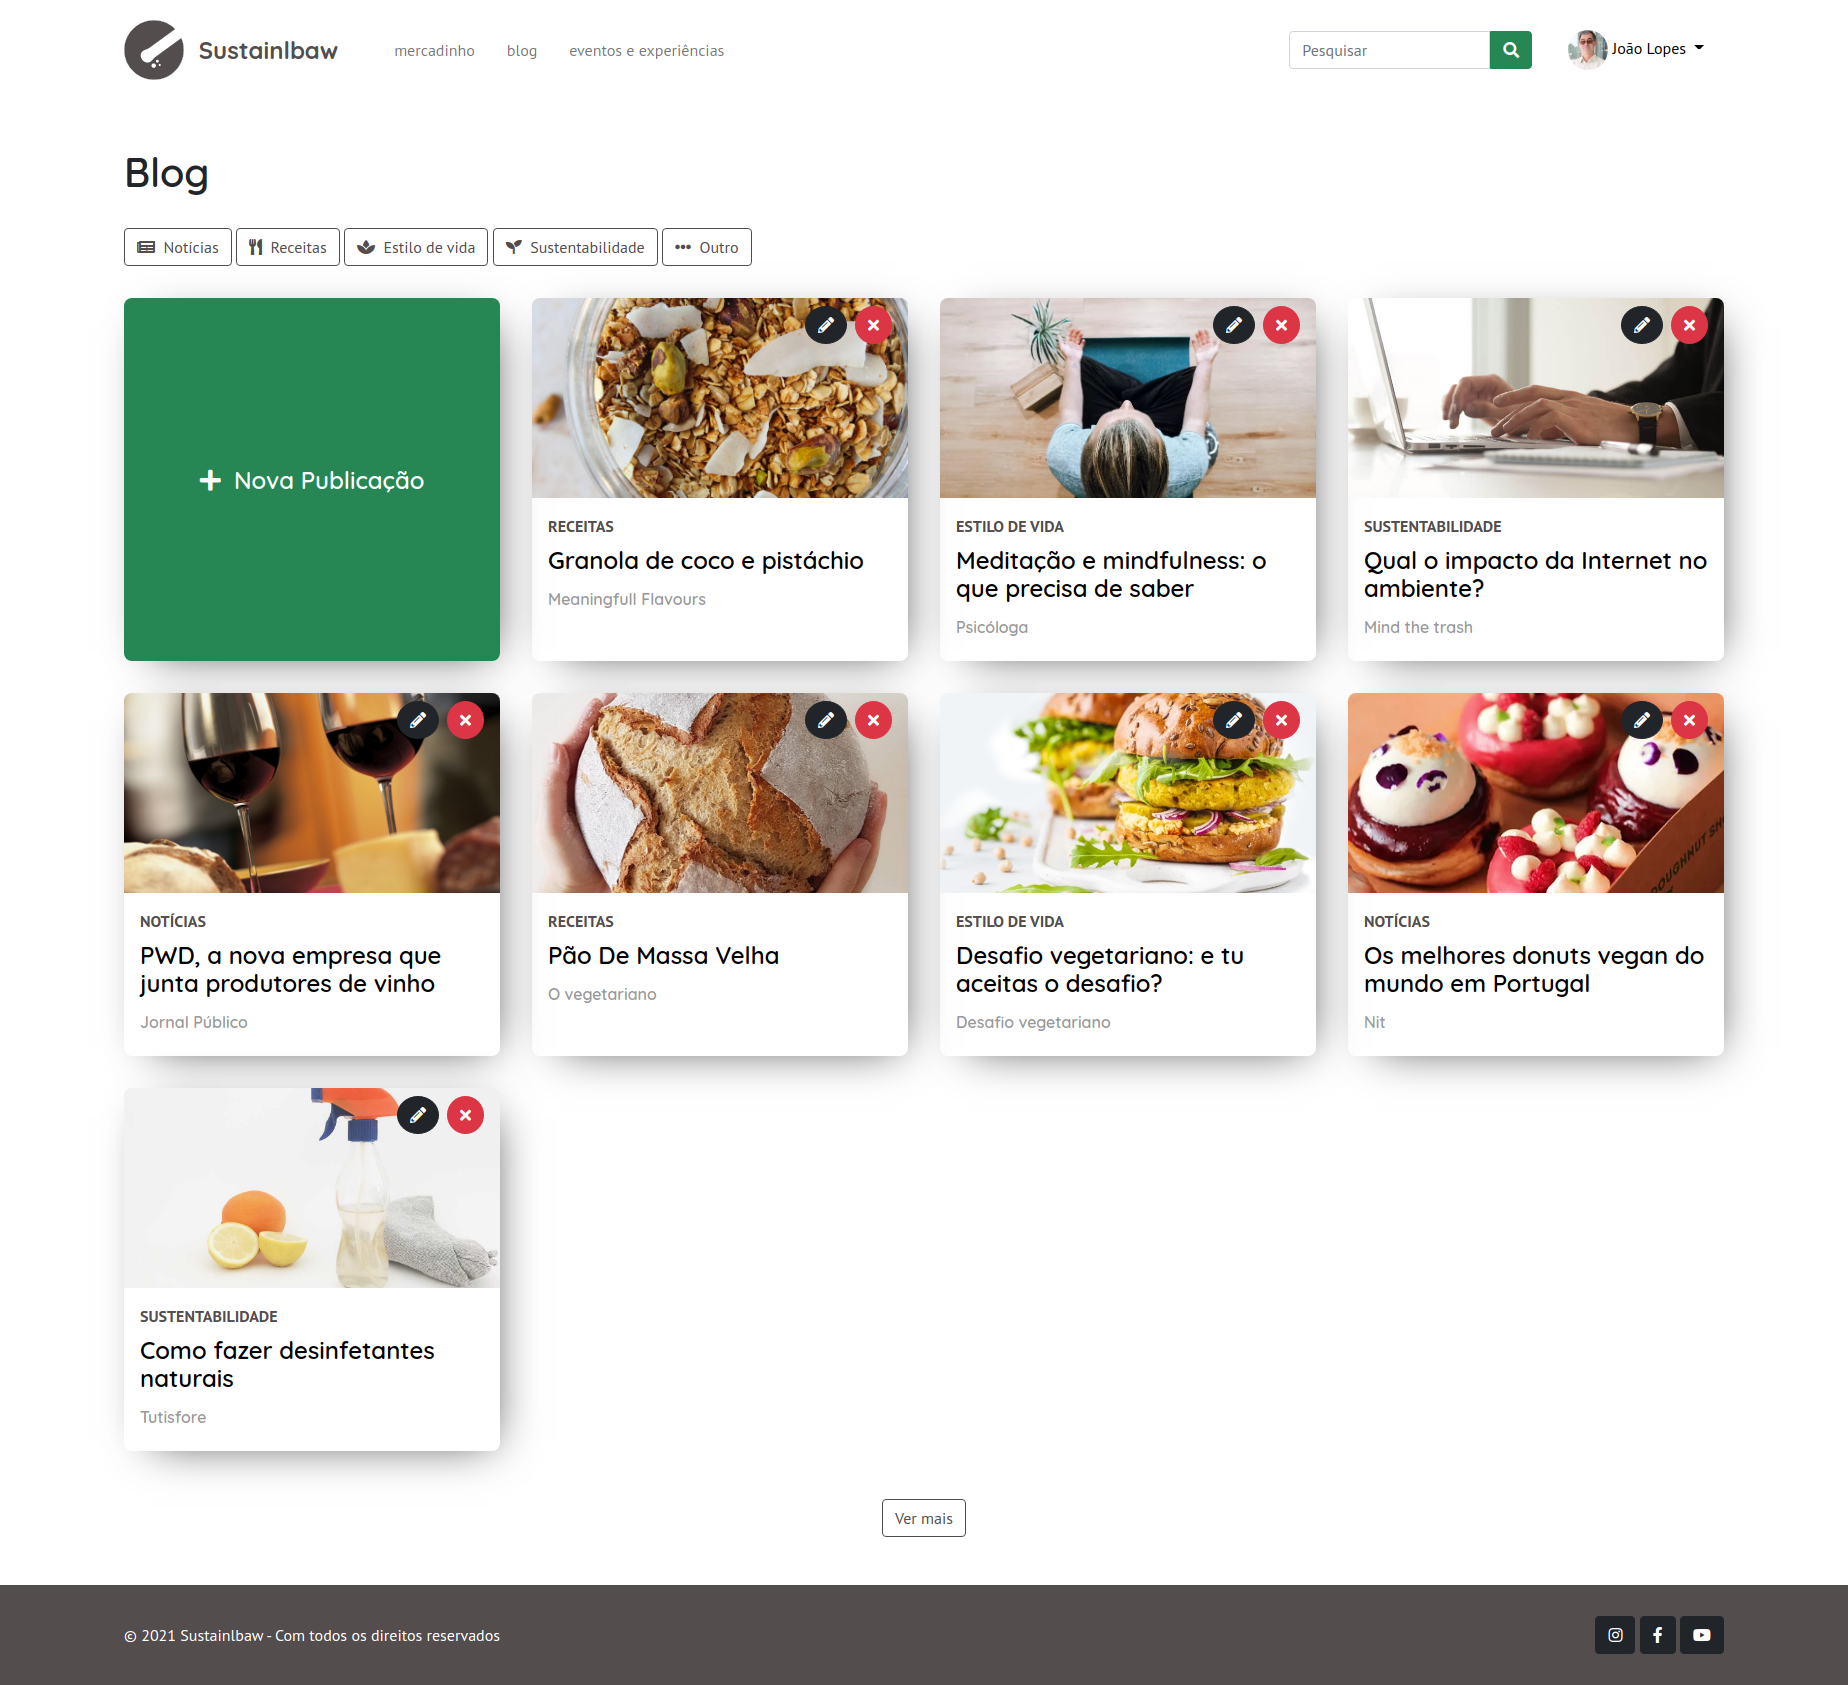 Sustainlbaw
mercadinho
blog
eventos e experiências
Pesquisar
João Lopes
Blog
Notícias
Receitas
Estilo de vida
Sustentabilidade
Outro
Nova Publicação
RECEITAS
Granola de coco e pistáchio
Meaningfull Flavours
ESTILO DE VIDA
Meditação e mindfulness: o
que precisa de saber
Psicóloga
SUSTENTABILIDADE
Qual o impacto da Internet no
ambiente?
Mind the trash
NOTÍCIAS
PWD, a nova empresa que
junta produtores de vinho
Jornal Público
RECEITAS
Pão De Massa Velha
O vegetariano
ESTILO DE VIDA
Desafio vegetariano: e tu
aceitas o desafio?
Desafio vegetariano
DOUGHNUT
NOTÍCIAS
Os melhores donuts vegan do
mundo em Portugal
Nit
SUSTENTABILIDADE
Como fazer desinfetantes
naturais
Tutisfore
Ver mais
© 2021 Sustainlbaw - Com todos os direitos reservados